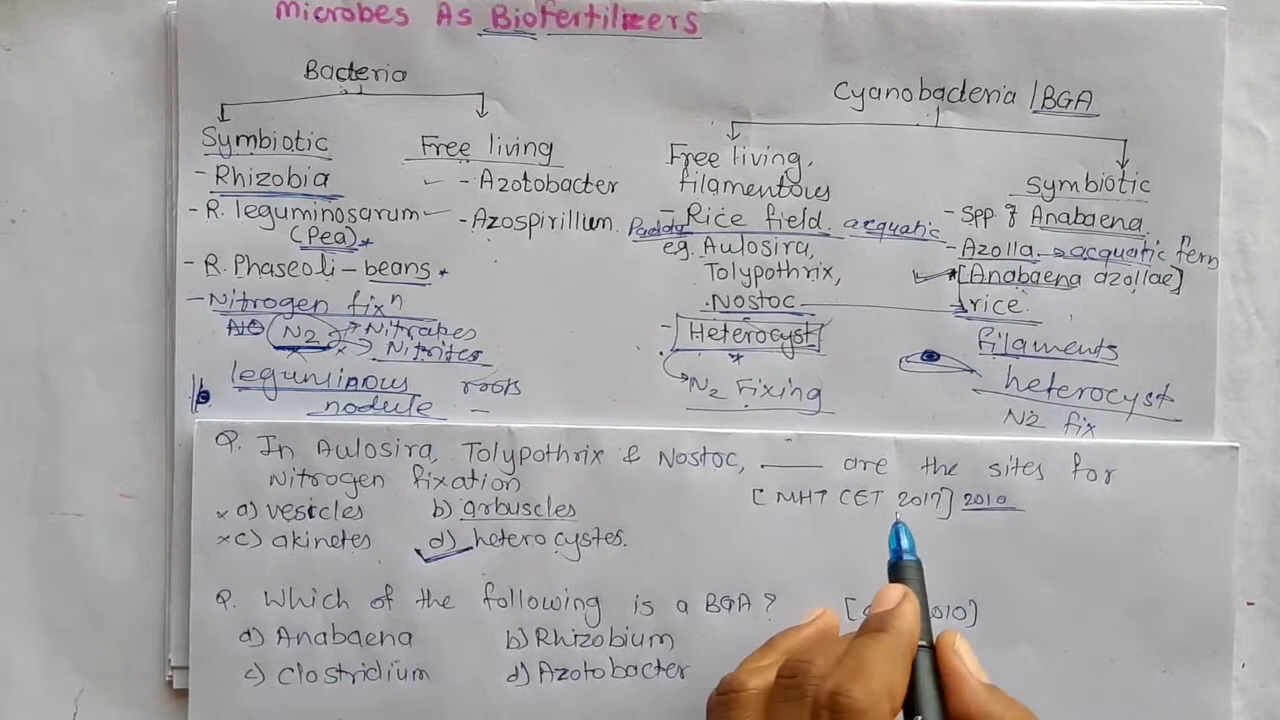 Microbes As Biofertilizers
Bacteria
Symbiotic
- Rhizobia
- R. leguminosarum
(Pea)
- R. Phaseoli - beans
- Nitrogen fixn
N2 → Nitrates
→ Nitrites
leguminous roots
nodule
Free living
- Azotobacter
- Azospirillum
Cyanobacteria / BGA
Free living,
filamentous
- Rice field. acquatic
Paddy
eg. Aulosira,
Tolypothrix,
Nostoc
- Heterocyst
→ N2 Fixing
Symbiotic
- Spp. of Anabaena
- Azolla → acquatic fern
[Anabaena azollae]
rice.
Filaments
heterocyst
N2 fix
Q. In Aulosira, Tolypothrix & Nostoc, ___ are the sites for
Nitrogen fixation
[MHT CET 2017] 2010
a) vesicles b) arbuscles
c) akinetes d) heterocystes.
Q. Which of the following is a BGA?
a) Anabaena b) Rhizobium
c) Clostridium d) Azotobacter